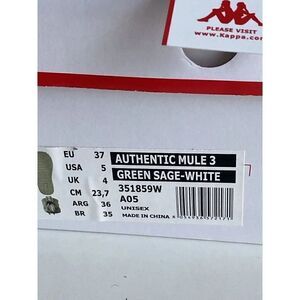 PLEASE VISIT
www.Kappa.com
EU 37
USA 5
UK 4
CM 23,7
ARG 36
BR 35
AUTHENTIC MULE 3
GREEN SAGE-WHITE
351859W
A05
UNISEX
MADE IN CHINA